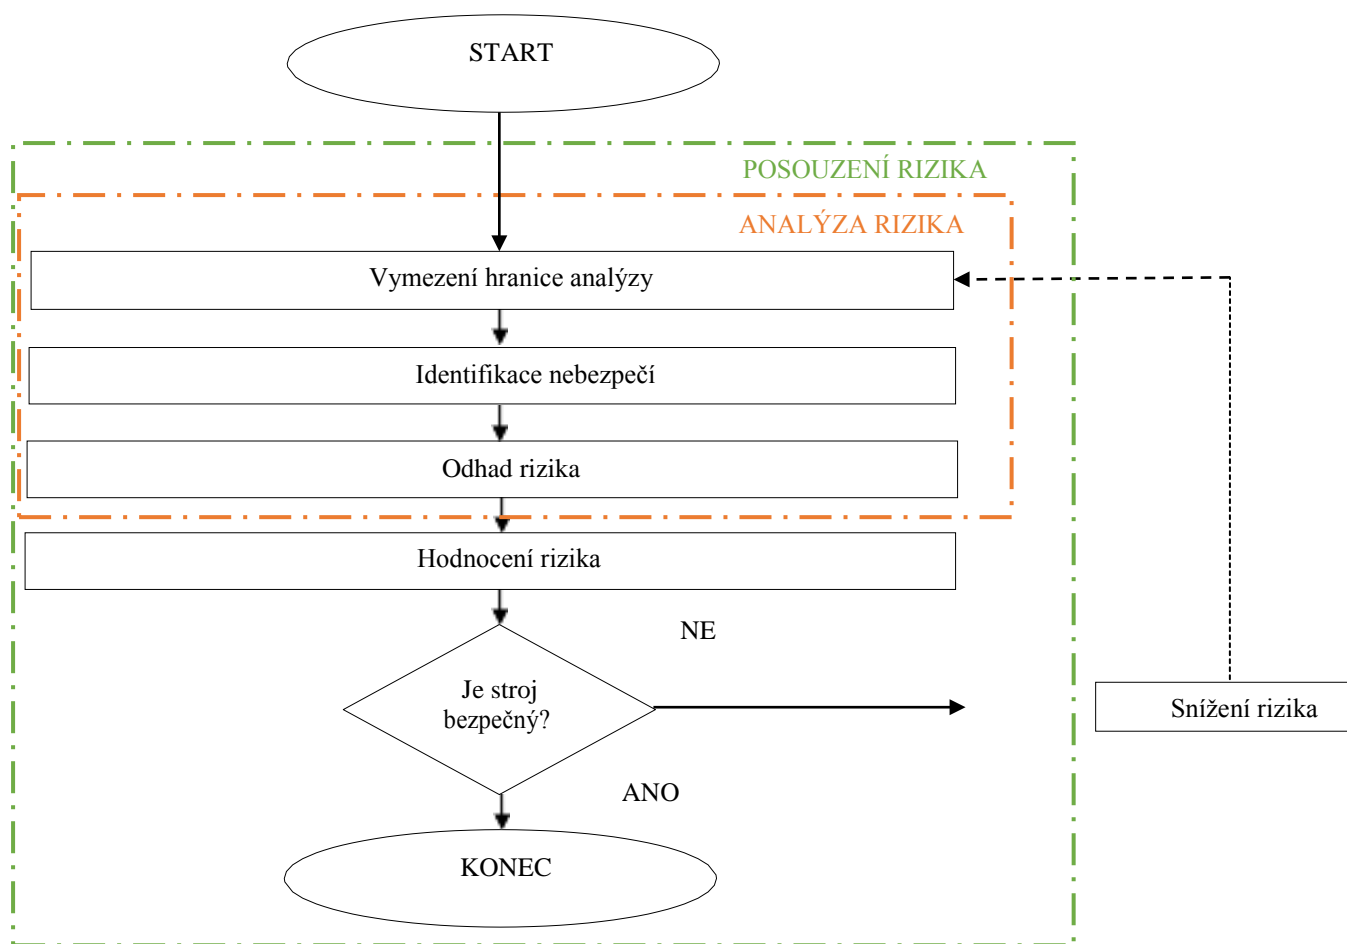 START
POSOUZENÍ RIZIKA
ANALÝZA RIZIKA
Vymezení hranice analýzy
Identifikace nebezpečí
Odhad rizika
Hodnocení rizika
NE
Je stroj
bezpečný?
Snížení rizika
ANO
KONEC